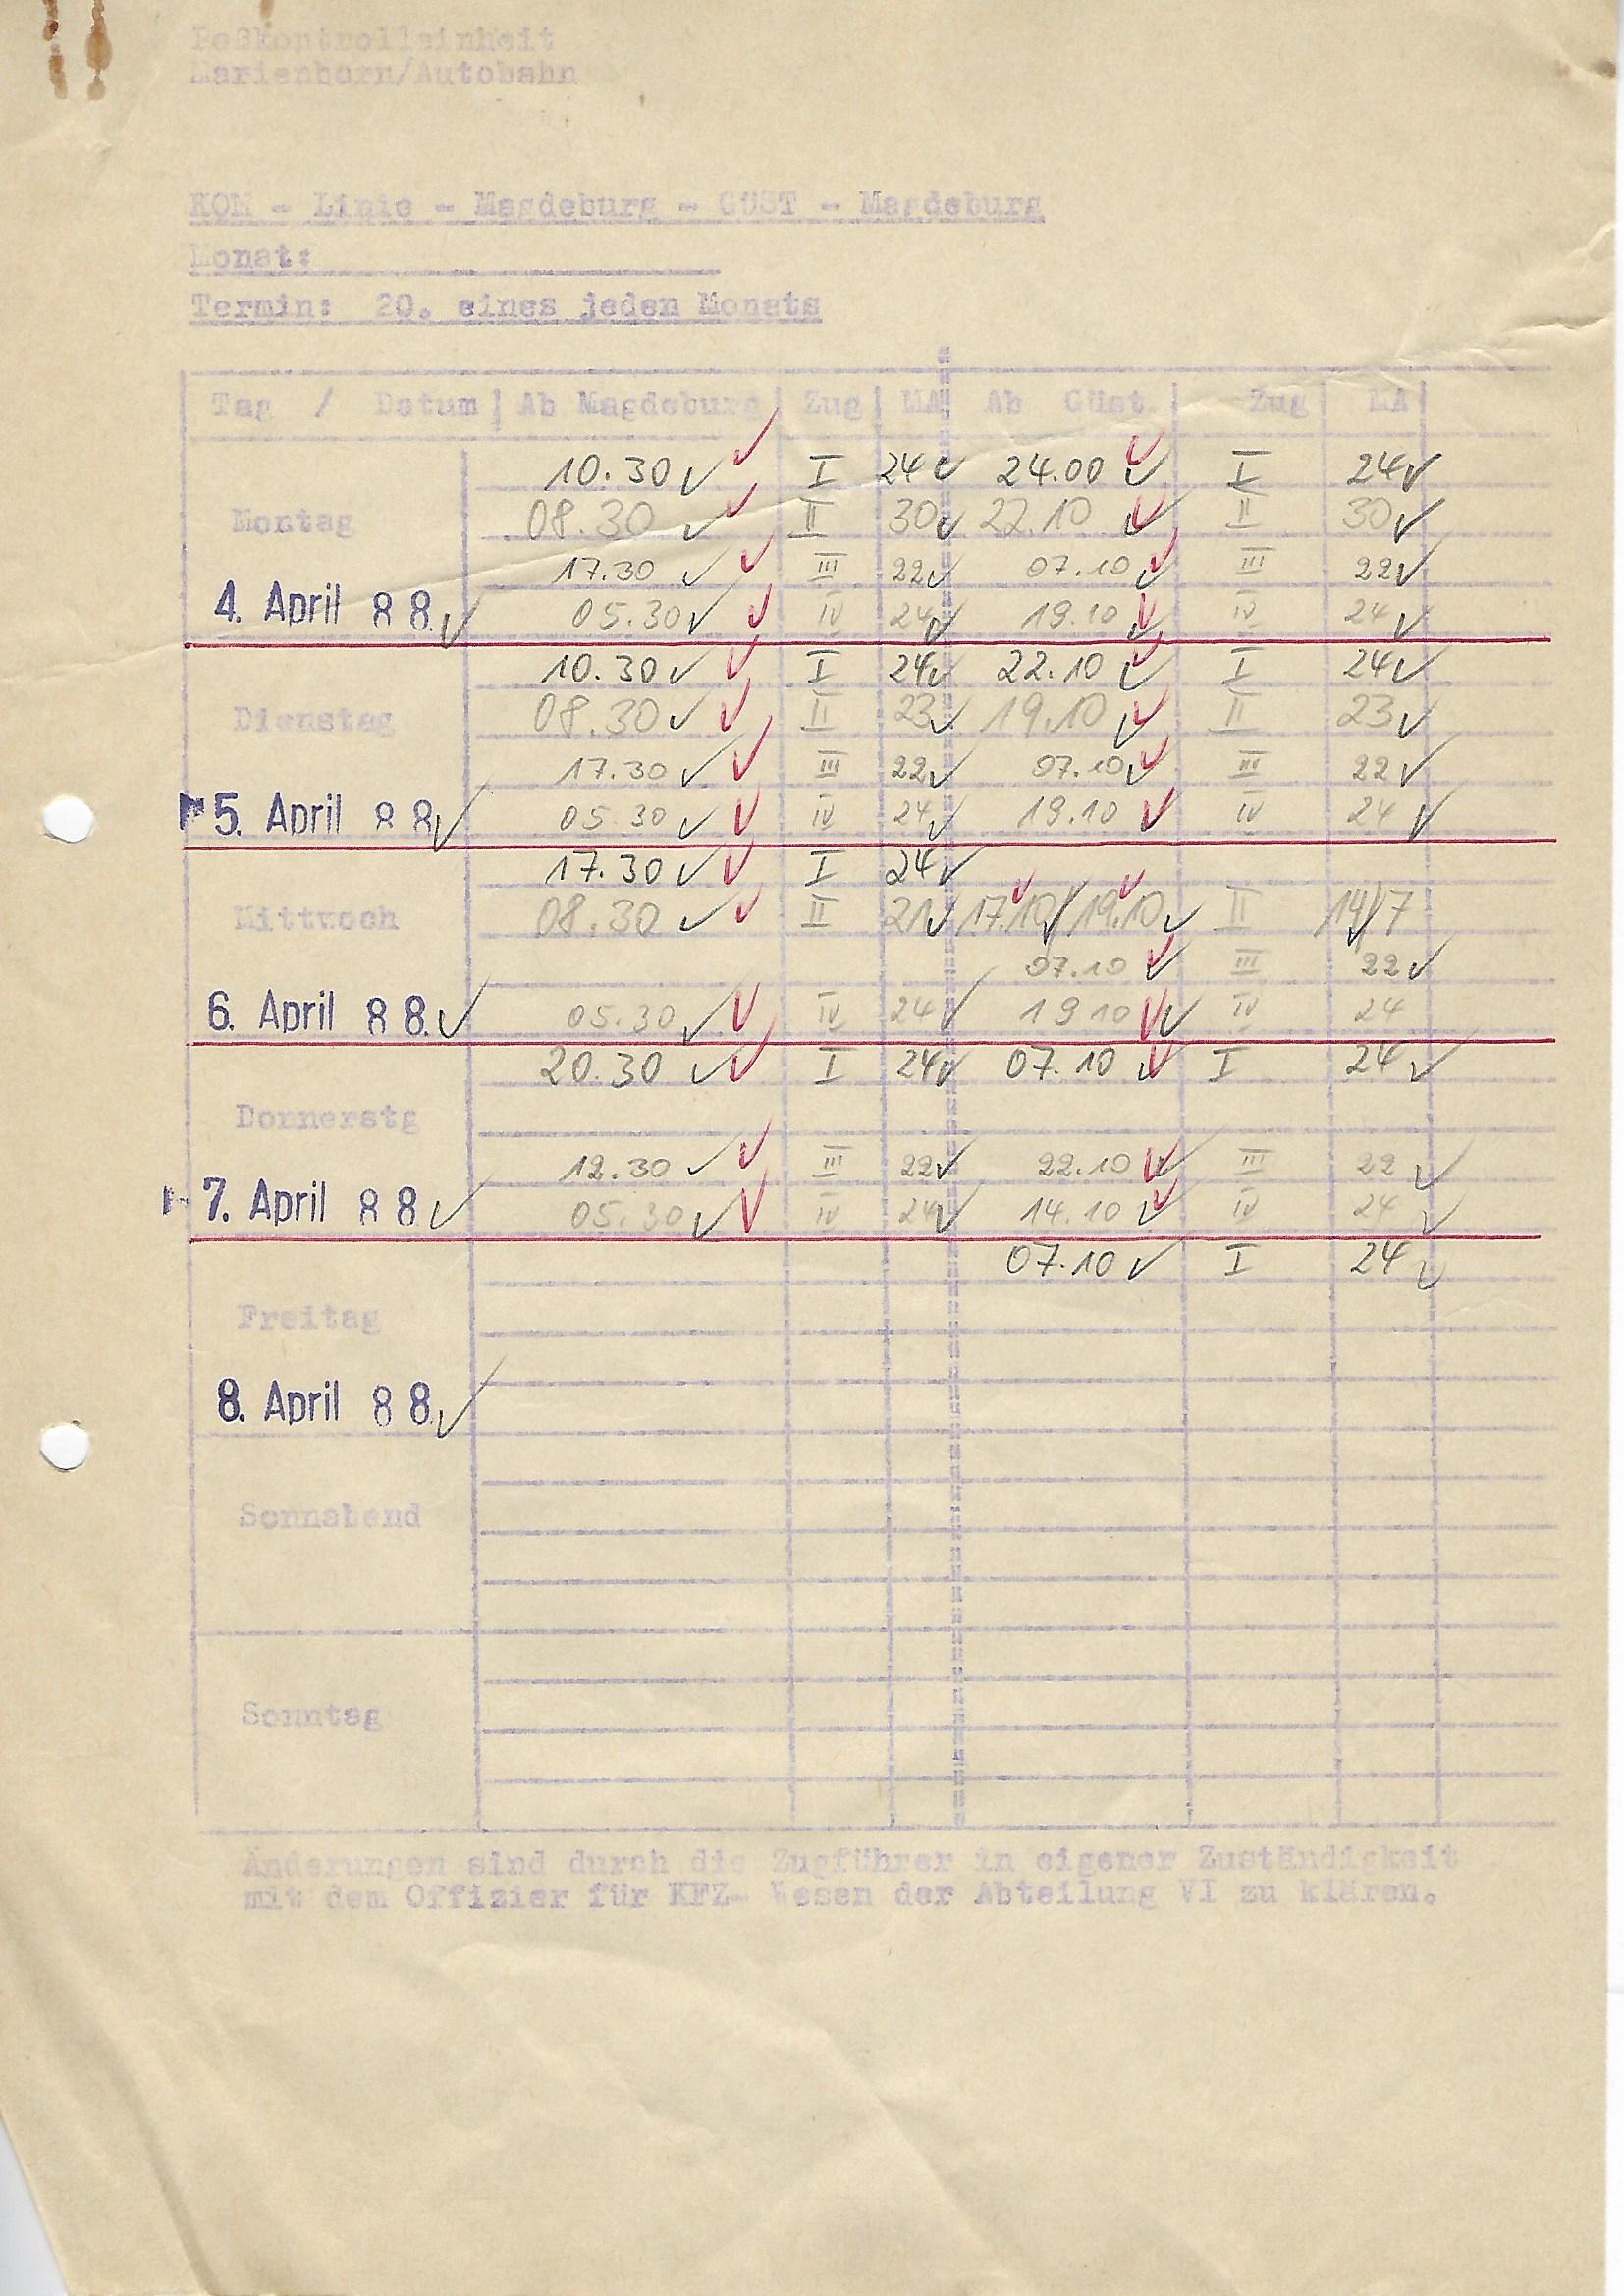 Paßkontrolleinheit
Marienborn/Autobahn
KOM - Linie - Magdeburg - GÜST - Magdeburg
Monat:
Termin: 20. eines jeden Monats
Tag / Datum Ab Magdeburg Zug MA Ab Güst. Zug MA
10.30 I 24 24.00 I 24
Montag 08.30 II 30 22.10 II 30
17.30 III 22 07.10 III 22
4. April 88. 05.30 IV 24 19.10 IV 24
10.30 I 24 22.10 I 24
Dienstag 08.30 II 23 19.10 II 23
17.30 III 22 07.10 III 22
5. April 88 05.30 IV 24 19.10 IV 24
17.30 I 24
Mittwoch 08.30 II 21 17.10/19.10 II 14/7
07.10 III 22
6. April 88. 05.30 IV 24 19 10 IV 24
20.30 I 24 07.10 I 24
Donnerstg
12.30 III 22 22.10 III 22
7. April 88 05.30 IV 24 14.10 IV 24
07.10 I 24
Freitag
8. April 88.
Sonnabend
Sonntag
Änderungen sind durch die Zugführer in eigener Zuständigkeit
mit dem Offizier für KFZ- Wesen der Abteilung VI zu klären.